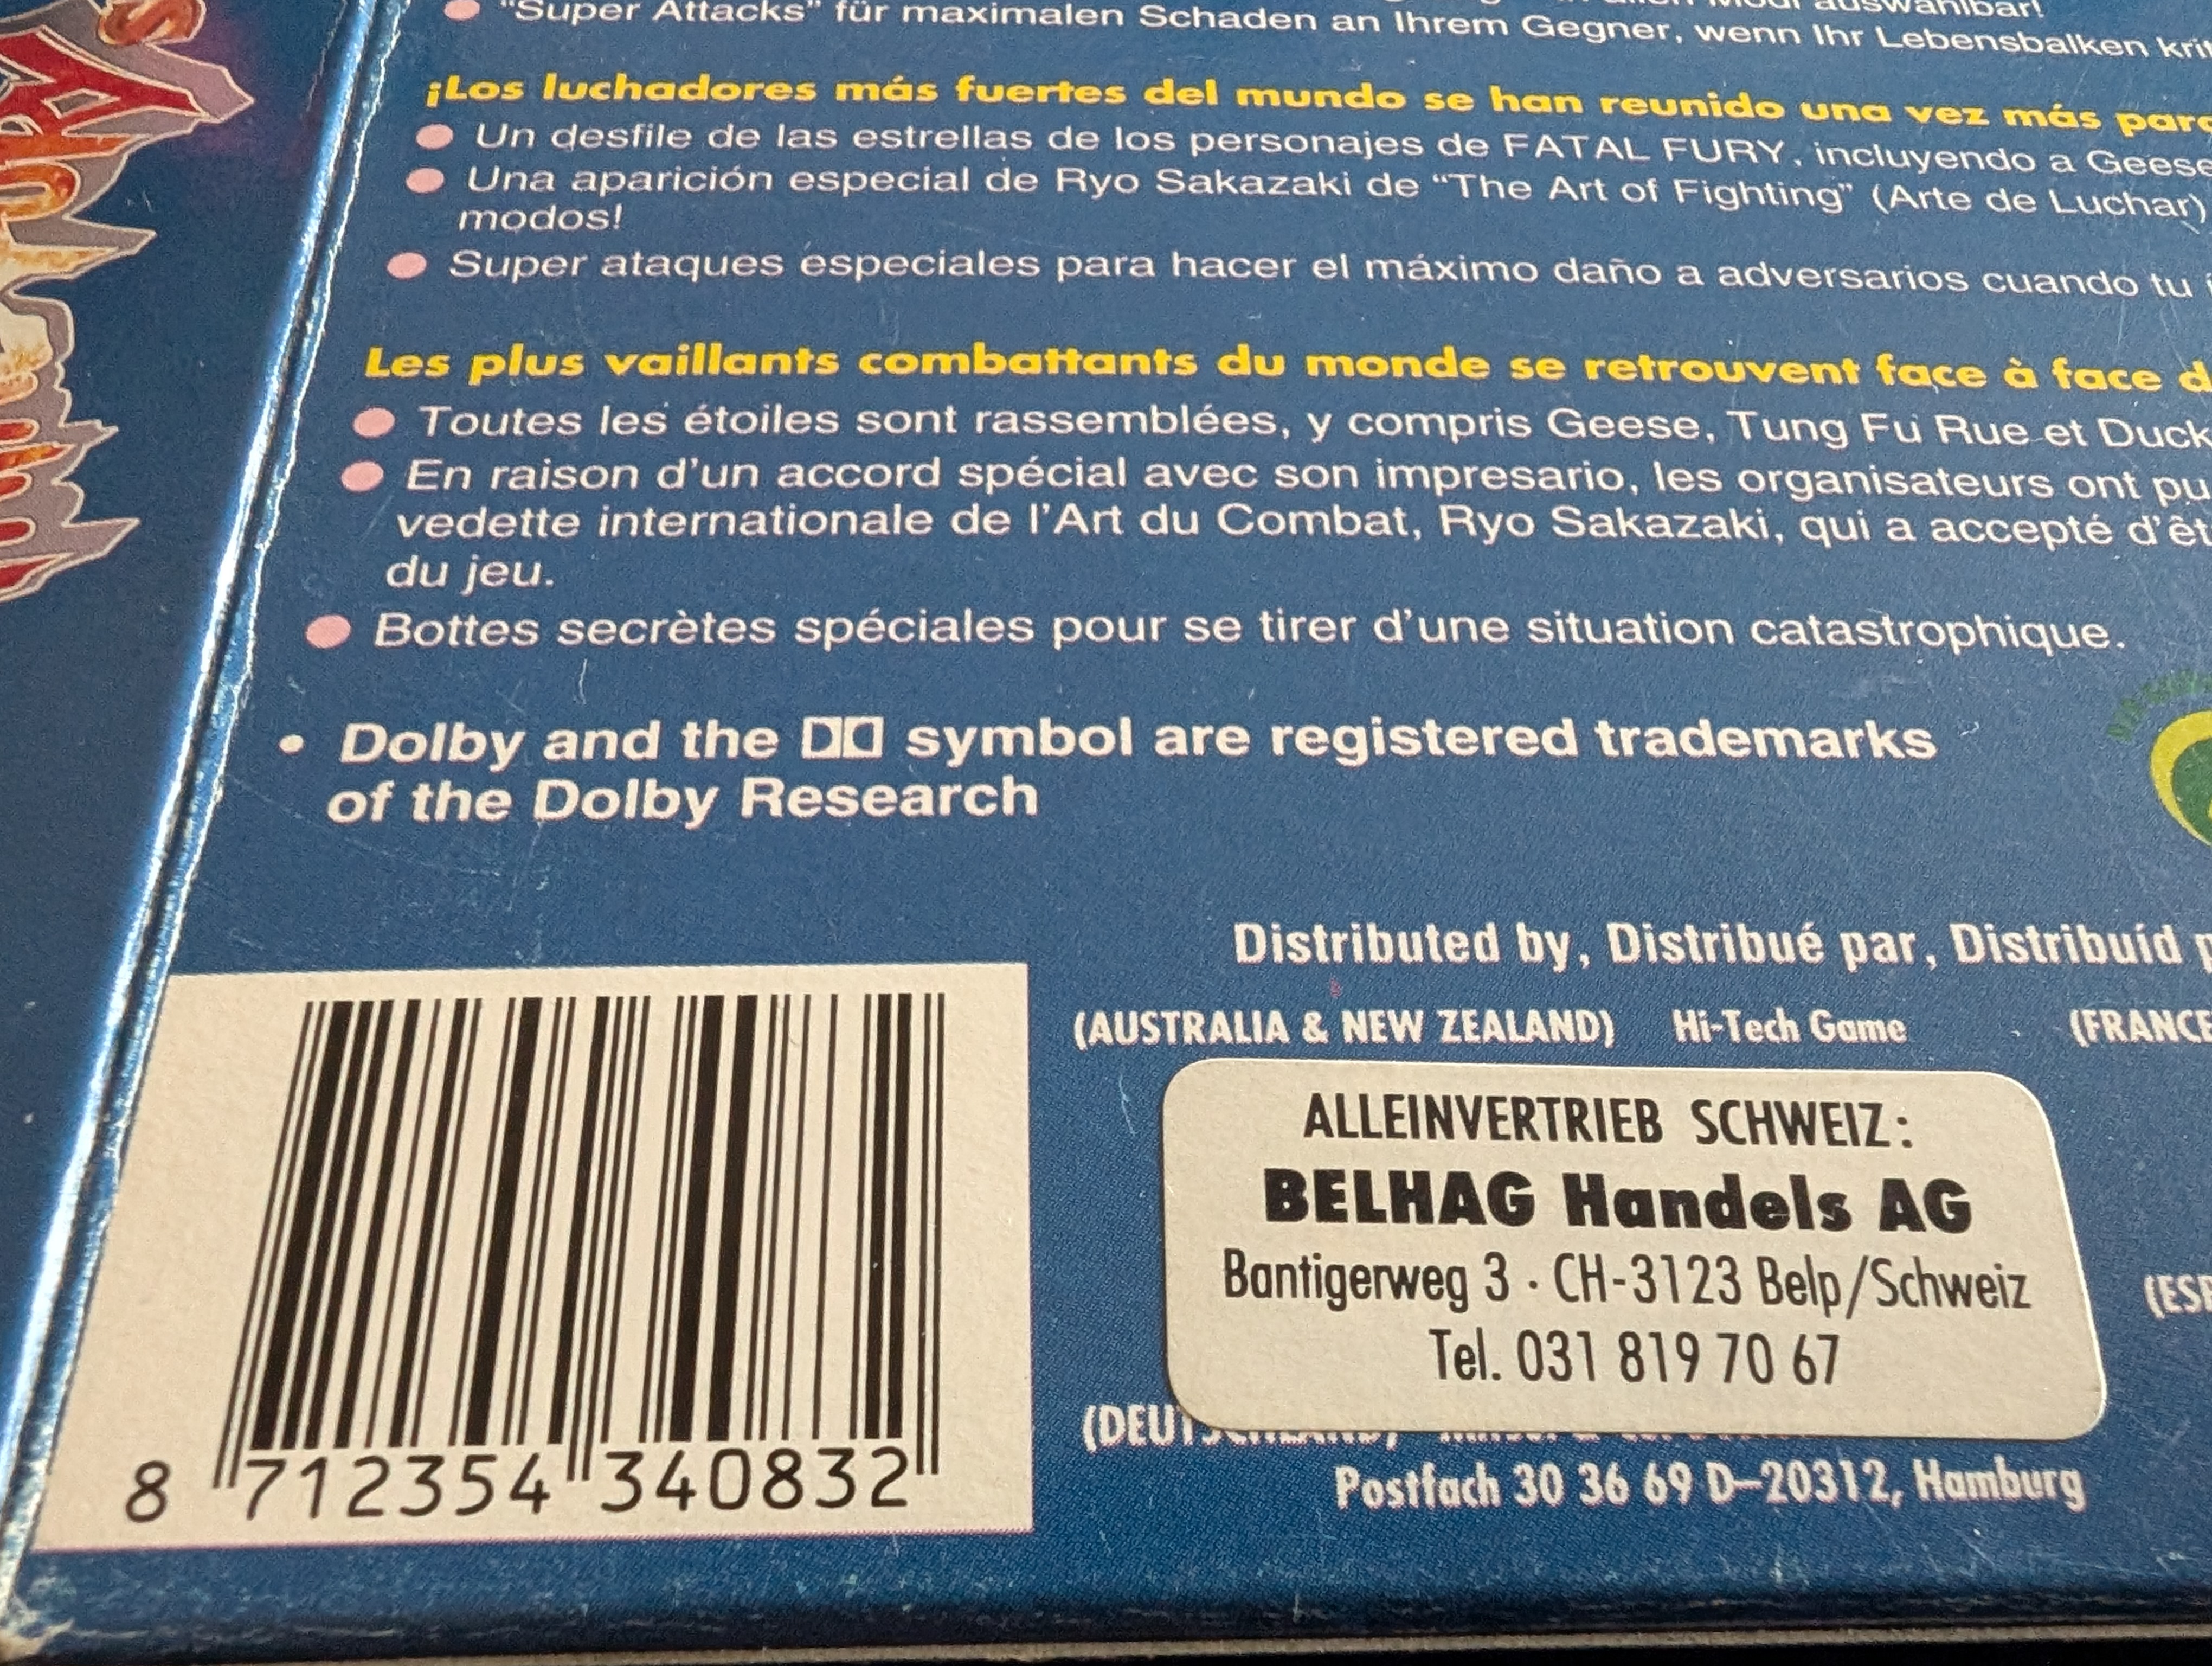 "Super Attacks" für maximalen Schaden an Ihrem Gegner, wenn Ihr Lebensbalken
¡Los luchadores más fuertes del mundo se han reunido una vez más para
Un desfile de las estrellas de los personajes de FATAL FURY, incluyendo a Geese
Una aparición especial de Ryo Sakazaki de "The Art of Fighting" (Arte de Luchar)
modos!
Super ataques especiales para hacer el máximo daño a adversarios cuando tu
Les plus vaillants combattants du monde se retrouvent face à face
Toutes les étoiles sont rassemblées, y compris Geese, Tung Fu Rue et Duck
En raison d'un accord spécial avec son impresario, les organisateurs ont pu
vedette internationale de l'Art du Combat, Ryo Sakazaki, qui a accepté
du jeu.
Bottes secrètes spéciales pour se tirer d'une situation catastrophique.
• Dolby and the symbol are registered trademarks
of the Dolby Research
Distributed by, Distribué par, Distribuíd
(AUSTRALIA & NEW ZEALAND) Hi-Tech Game (FRANCE
ALLEINVERTRIEB SCHWEIZ:
BELHAG Handels AG
Bantigerweg 3 · CH-3123 Belp/Schweiz
Tel. 031 819 70 67
Postfach 30 36 69 D-20312, Hamburg
8 712354 340832